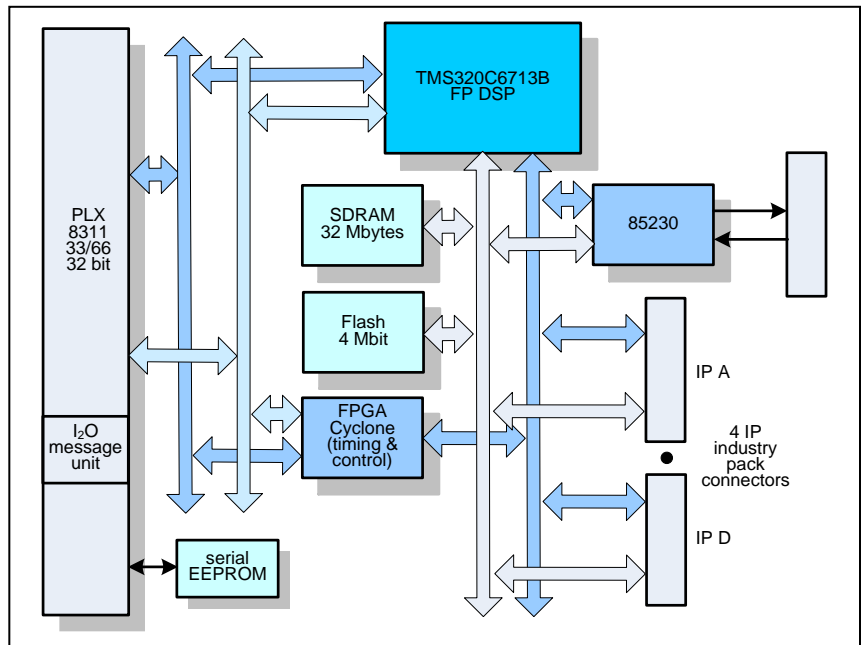 TMS320C6713B
FP DSP
PLX
8311
33/66
32 bit
SDRAM
32 Mbytes
85230
Flash
4 Mbit
IP A
FPGA
Cyclone
(timing &
control)
I₂O
message
unit
4 IP
industry
pack
connectors
IP D
serial
EEPROM